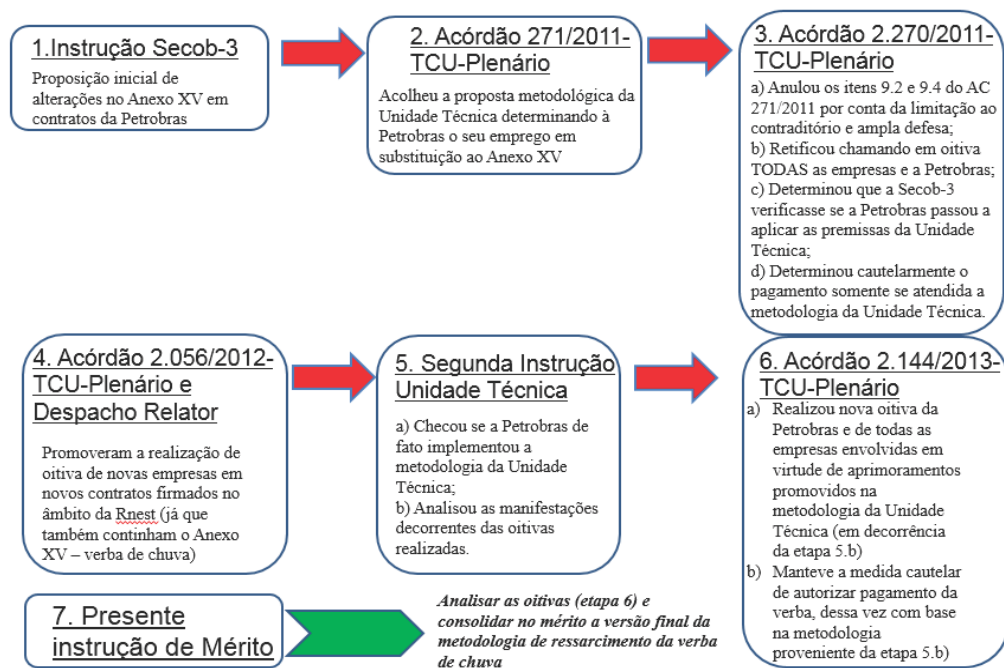 1.Instrução Secob-3
Proposição inicial de
alterações no Anexo XV em
contratos da Petrobras
2. Acórdão 271/2011-
TCU-Plenário
Acolheu a proposta metodológica da
Unidade Técnica determinando à
Petrobras o seu emprego em
substituição ao Anexo XV
3. Acórdão 2.270/2011-
TCU-Plenário
a) Anulou os itens 9.2 e 9.4 do AC
271/2011 por conta da limitação ao
contraditório e ampla defesa;
b) Retificou chamando em oitiva
TODAS as empresas e a Petrobras;
c) Determinou que a Secob-3
verificasse se a Petrobras passou a
aplicar as premissas da Unidade
Técnica;
d) Determinou cautelarmente o
pagamento somente se atendida a
metodologia da Unidade Técnica.
4. Acórdão 2.056/2012-
TCU-Plenário e
Despacho Relator
Promoveram a realização de
oitiva de novas empresas em
novos contratos firmados no
âmbito da Rnest (já que
também continham o Anexo
XV – verba de chuva)
5. Segunda Instrução
Unidade Técnica
a) Checou se a Petrobras de
fato implementou a
metodologia da Unidade
Técnica;
b) Analisou as manifestações
decorrentes das oitivas
realizadas.
6. Acórdão 2.144/2013-
TCU-Plenário
a) Realizou nova oitiva da
Petrobras e de todas as
empresas envolvidas em
virtude de aprimoramentos
promovidos na
metodologia da Unidade
Técnica (em decorrência
da etapa 5.b)
b) Manteve a medida cautelar
de autorizar pagamento da
verba, dessa vez com base
na metodologia
proveniente da etapa 5.b)
7. Presente
instrução de Mérito
Analisar as oitivas (etapa 6) e
consolidar no mérito a versão final da
metodologia de ressarcimento da verba
de chuva